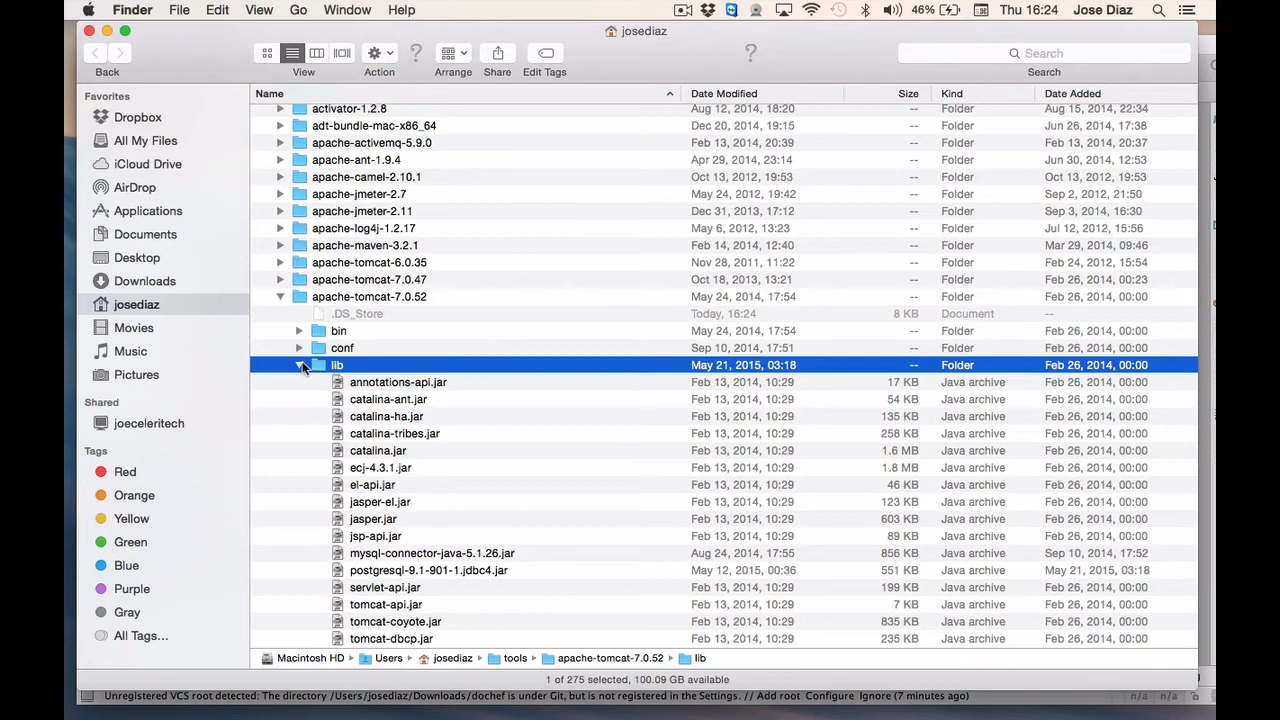 Finder File Edit View Go Window Help 46% Thu 16:24 Jose Diaz
josediaz
Search
Back View Action Arrange Share Edit Tags Search
Favorites
Dropbox
All My Files
iCloud Drive
AirDrop
Applications
Documents
Desktop
Downloads
josediaz
Movies
Music
Pictures
Shared
joeceleritech
Tags
Red
Orange
Yellow
Green
Blue
Purple
Gray
All Tags...
Name Date Modified Size Kind Date Added
activator-1.2.8 Aug 12, 2014, 18:20 -- Folder Aug 15, 2014, 22:34
adt-bundle-mac-x86_64 Dec 20, 2014, 19:15 -- Folder Jun 26, 2014, 17:38
apache-activemq-5.9.0 Feb 13, 2014, 20:39 -- Folder Feb 13, 2014, 20:37
apache-ant-1.9.4 Apr 29, 2014, 23:14 -- Folder Jun 30, 2014, 12:53
apache-camel-2.10.1 Oct 13, 2012, 19:53 -- Folder Oct 13, 2012, 19:53
apache-jmeter-2.7 May 24, 2012, 19:42 -- Folder Sep 2, 2012, 21:50
apache-jmeter-2.11 Dec 31, 2013, 17:12 -- Folder Sep 3, 2014, 16:30
apache-log4j-1.2.17 May 6, 2012, 13:23 -- Folder Jul 12, 2012, 15:56
apache-maven-3.2.1 Feb 14, 2014, 12:40 -- Folder Mar 29, 2014, 09:46
apache-tomcat-6.0.35 Nov 28, 2011, 11:22 -- Folder Feb 24, 2012, 15:54
apache-tomcat-7.0.47 Oct 18, 2013, 13:21 -- Folder Feb 26, 2014, 00:23
apache-tomcat-7.0.52 May 24, 2014, 17:54 -- Folder Feb 26, 2014, 00:00
.DS_Store Today, 16:24 8 KB Document --
bin May 24, 2014, 17:54 -- Folder Feb 26, 2014, 00:00
conf Sep 10, 2014, 17:51 -- Folder Feb 26, 2014, 00:00
lib May 21, 2015, 03:18 -- Folder Feb 26, 2014, 00:00
annotations-api.jar Feb 13, 2014, 10:29 17 KB Java archive Feb 26, 2014, 00:00
catalina-ant.jar Feb 13, 2014, 10:29 54 KB Java archive Feb 26, 2014, 00:00
catalina-ha.jar Feb 13, 2014, 10:29 135 KB Java archive Feb 26, 2014, 00:00
catalina-tribes.jar Feb 13, 2014, 10:29 258 KB Java archive Feb 26, 2014, 00:00
catalina.jar Feb 13, 2014, 10:29 1.6 MB Java archive Feb 26, 2014, 00:00
ecj-4.3.1.jar Feb 13, 2014, 10:29 1.8 MB Java archive Feb 26, 2014, 00:00
el-api.jar Feb 13, 2014, 10:29 46 KB Java archive Feb 26, 2014, 00:00
jasper-el.jar Feb 13, 2014, 10:29 123 KB Java archive Feb 26, 2014, 00:00
jasper.jar Feb 13, 2014, 10:29 603 KB Java archive Feb 26, 2014, 00:00
jsp-api.jar Feb 13, 2014, 10:29 89 KB Java archive Feb 26, 2014, 00:00
mysql-connector-java-5.1.26.jar Aug 24, 2014, 17:55 856 KB Java archive Sep 10, 2014, 17:52
postgresql-9.1-901-1.jdbc4.jar May 12, 2015, 00:36 551 KB Java archive May 21, 2015, 03:18
servlet-api.jar Feb 13, 2014, 10:29 199 KB Java archive Feb 26, 2014, 00:00
tomcat-api.jar Feb 13, 2014, 10:29 7 KB Java archive Feb 26, 2014, 00:00
tomcat-coyote.jar Feb 13, 2014, 10:29 835 KB Java archive Feb 26, 2014, 00:00
tomcat-dbcp.jar Feb 13, 2014, 10:29 235 KB Java archive Feb 26, 2014, 00:00
Macintosh HD Users josediaz tools apache-tomcat-7.0.52 lib
1 of 275 selected, 100.09 GB available
Unregistered VCS root detected: The directory /Users/josediaz/Downloads/dochef is under Git, but is not registered in the Settings. // Add root Configure Ignore (7 minutes ago) n/a n/a